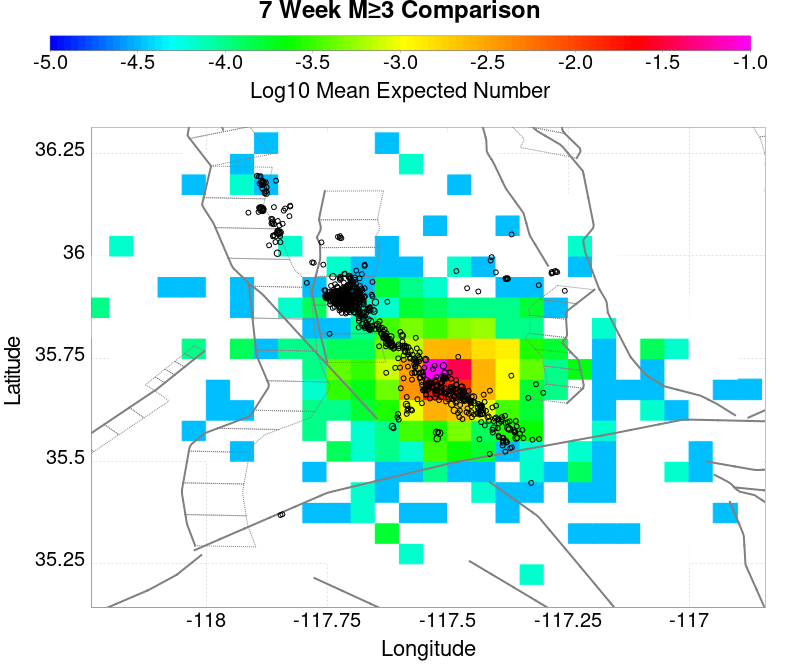 7 Week M≥3 Comparison
-5.0 -4.5 -4.0 -3.5 -3.0 -2.5 -2.0 -1.5 -1.0
Log10 Mean Expected Number
36.25
36
35.75
35.5
35.25
Latitude
-118 -117.75 -117.5 -117.25 -117
Longitude